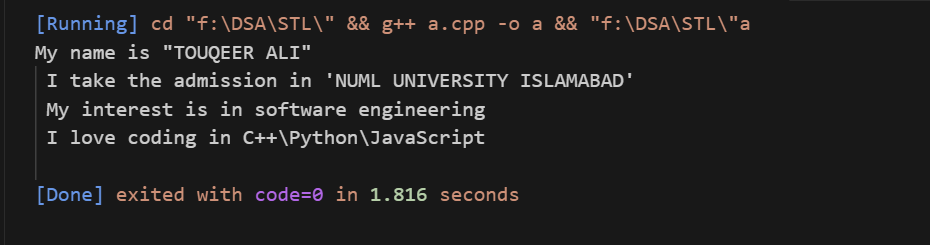 [Running] cd "f:\DSA\STL\" && g++ a.cpp -o a && "f:\DSA\STL\"a
My name is "TOUQEER ALI"
 I take the admission in 'NUML UNIVERSITY ISLAMABAD'
 My interest is in software engineering
 I love coding in C++\Python\JavaScript
[Done] exited with code=0 in 1.816 seconds